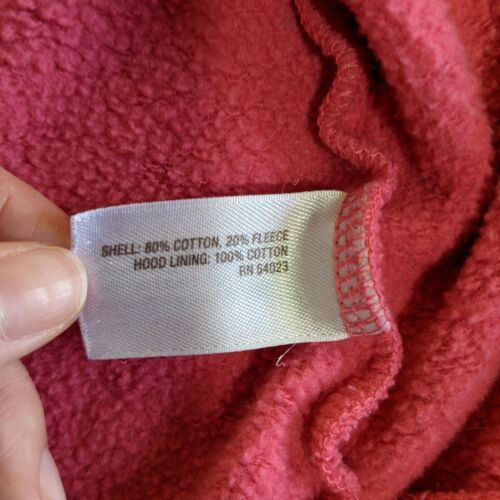 SHELL: 80% COTTON, 20% FLEECE
HOOD LINING: 100% COTTON
RN 54023